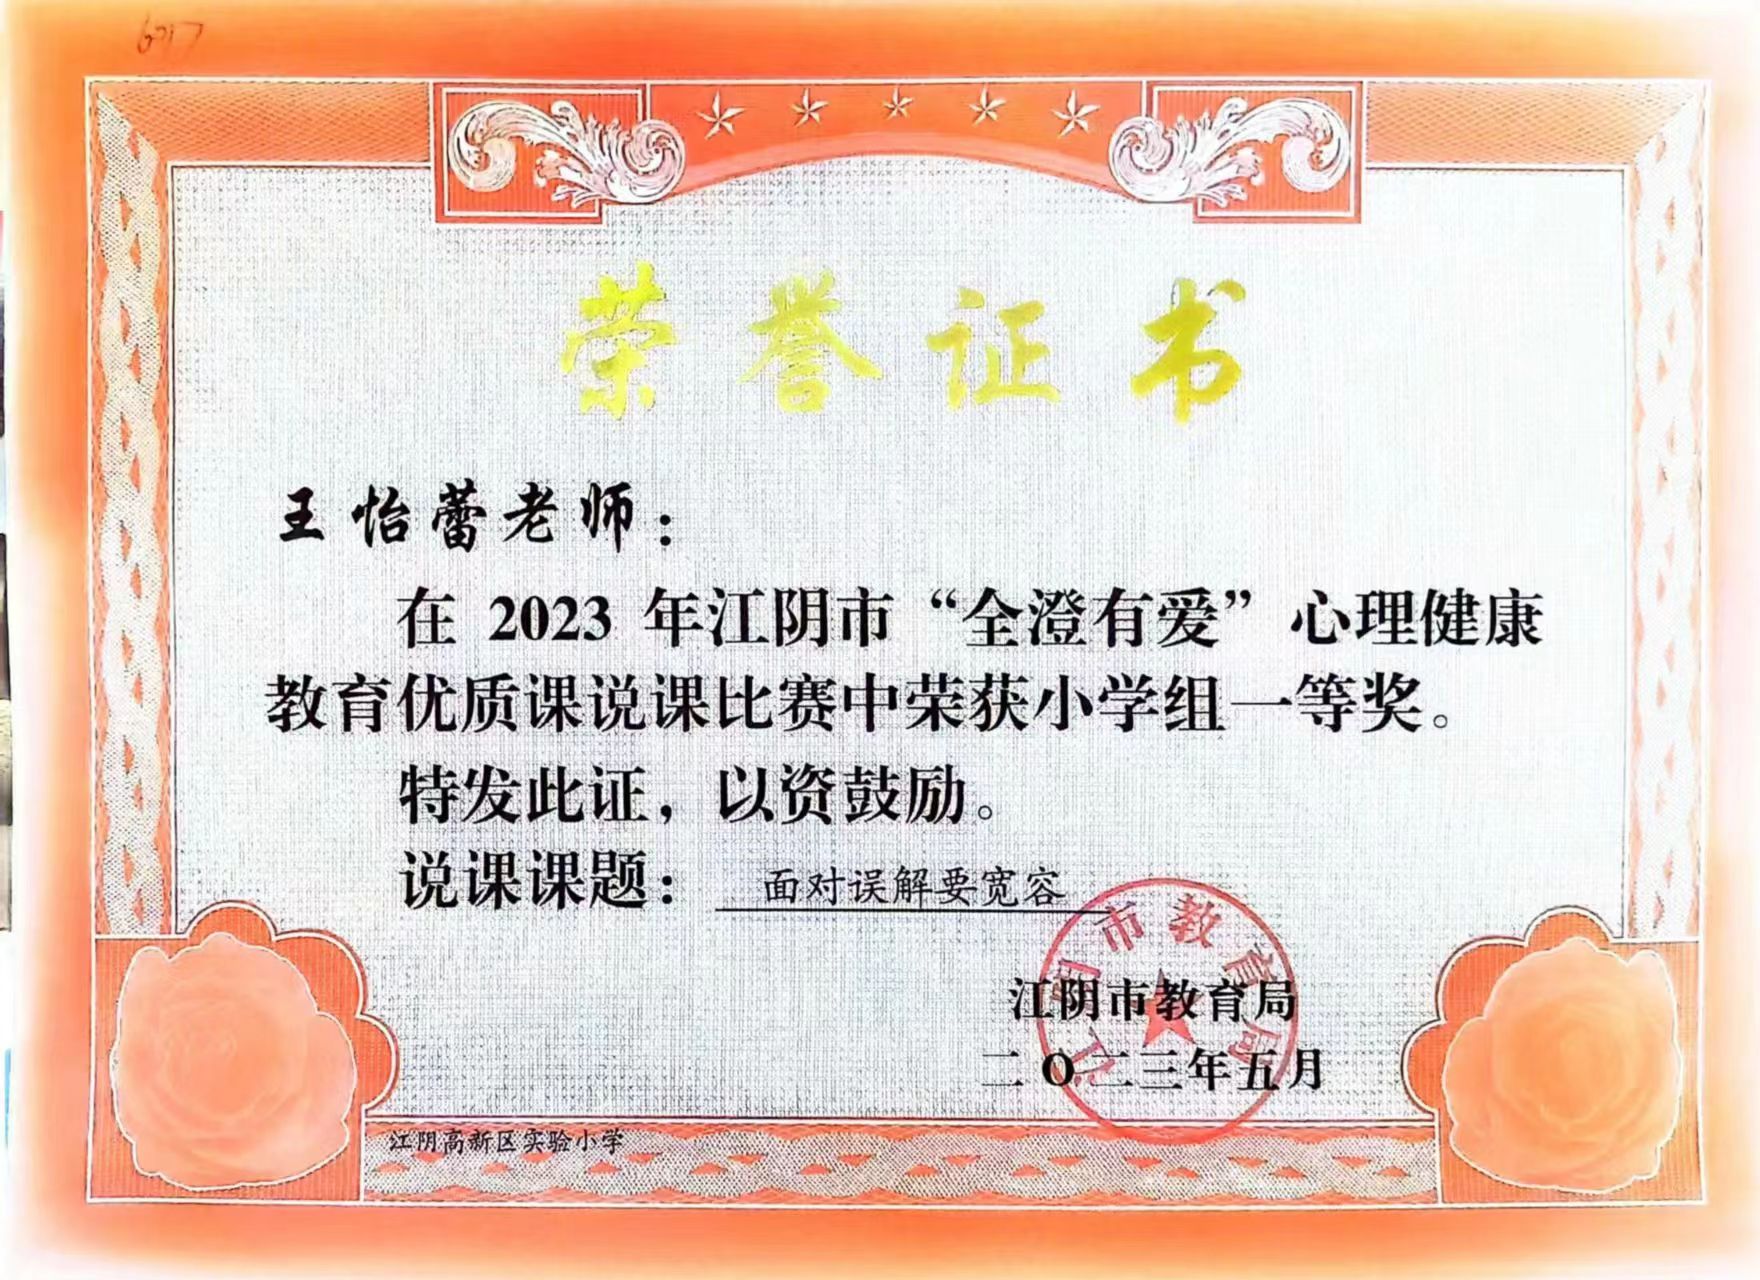 荣誉证书
王怡蕾老师：
在 2023 年江阴市“全澄有爱”心理健康
教育优质课说课比赛中荣获小学组一等奖。
特发此证，以资鼓励。
说课课题： 面对误解要宽容
江阴市教育局
江阴市教育局
二〇二三年五月
江阴高新区实验小学